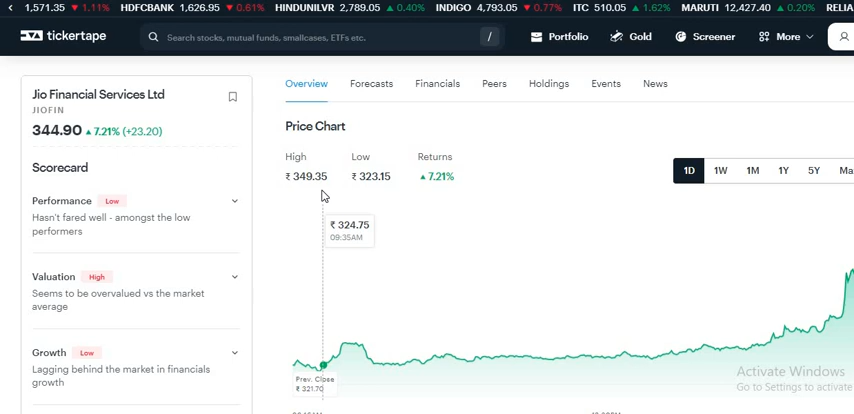 1,571.35 ▼ 1.11% HDFCBANK 1,626.95 ▼ 0.61% HINDUNILVR 2,789.05 ▲ 0.40% INDIGO 4,793.05 ▼ 0.77% ITC 510.05 ▲ 1.62% MARUTI 12,427.40 ▲ 0.20% RELIA
tickertape Search stocks, mutual funds, smallcases, ETFs etc. / Portfolio Gold Screener More
Jio Financial Services Ltd
JIOFIN
344.90 ▲ 7.21% (+23.20)
Scorecard
Performance Low
Hasn't fared well - amongst the low
performers
Valuation High
Seems to be overvalued vs the market
average
Growth Low
Lagging behind the market in financials
growth
Overview Forecasts Financials Peers Holdings Events News
Price Chart
High Low Returns
₹ 349.35 ₹ 323.15 ▲ 7.21%
1D 1W 1M 1Y 5Y Ma
₹ 324.75
09:35AM
Prev. Close
₹ 321.70
Activate Windows
Go to Settings to activate